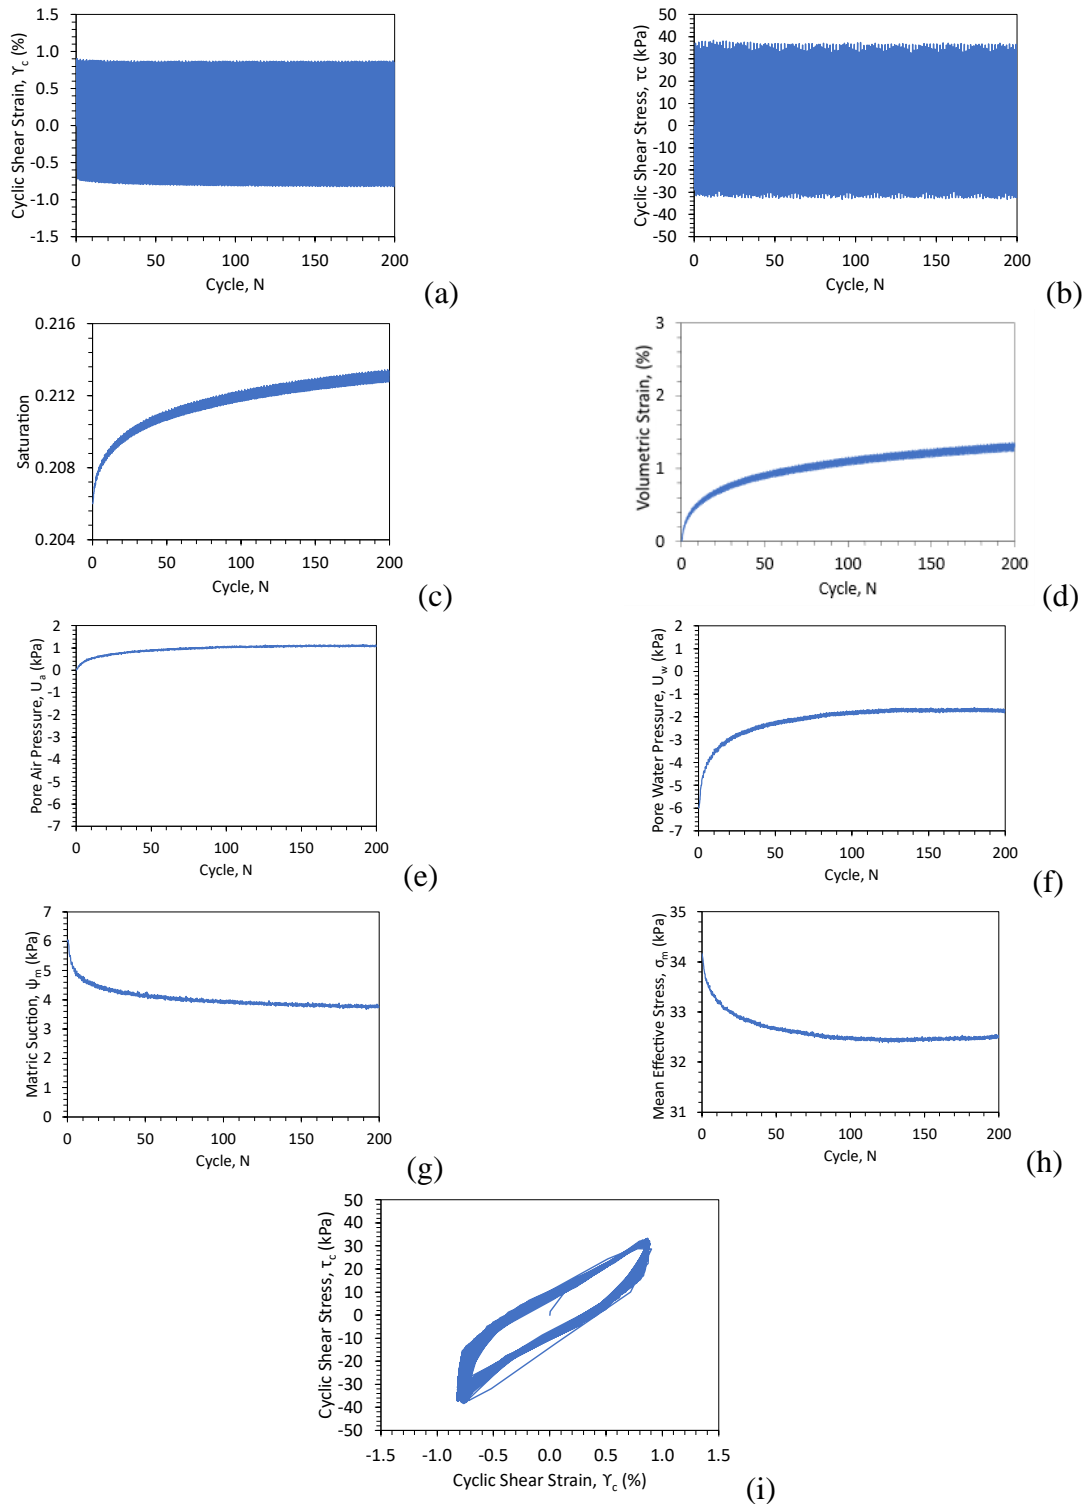 1.5
1.0
0.5
0.0
-0.5
-1.0
-1.5
Cyclic Shear Strain, ϒc (%)
0 50 100 150 200
Cycle, N
(a)
50
40
30
20
10
0
-10
-20
-30
-40
-50
Cyclic Shear Stress, τc (kPa)
0 50 100 150 200
Cycle, N
(b)
0.216
0.212
0.208
0.204
Saturation
0 50 100 150 200
Cycle, N
(c)
3
2
1
0
Volumetric Strain, (%)
0 50 100 150 200
Cycle, N
(d)
2
1
0
-1
-2
-3
-4
-5
-6
-7
Pore Air Pressure, Ua (kPa)
0 50 100 150 200
Cycle, N
(e)
2
1
0
-1
-2
-3
-4
-5
-6
-7
Pore Water Pressure, Uw (kPa)
0 50 100 150 200
Cycle, N
(f)
7
6
5
4
3
2
1
0
Matric Suction, ψm (kPa)
0 50 100 150 200
Cycle, N
(g)
35
34
33
32
31
Mean Effective Stress, σm (kPa)
0 50 100 150 200
Cycle, N
(h)
50
40
30
20
10
0
-10
-20
-30
-40
-50
Cyclic Shear Stress, τc (kPa)
-1.5 -1.0 -0.5 0.0 0.5 1.0 1.5
Cyclic Shear Strain, ϒc (%)
(i)